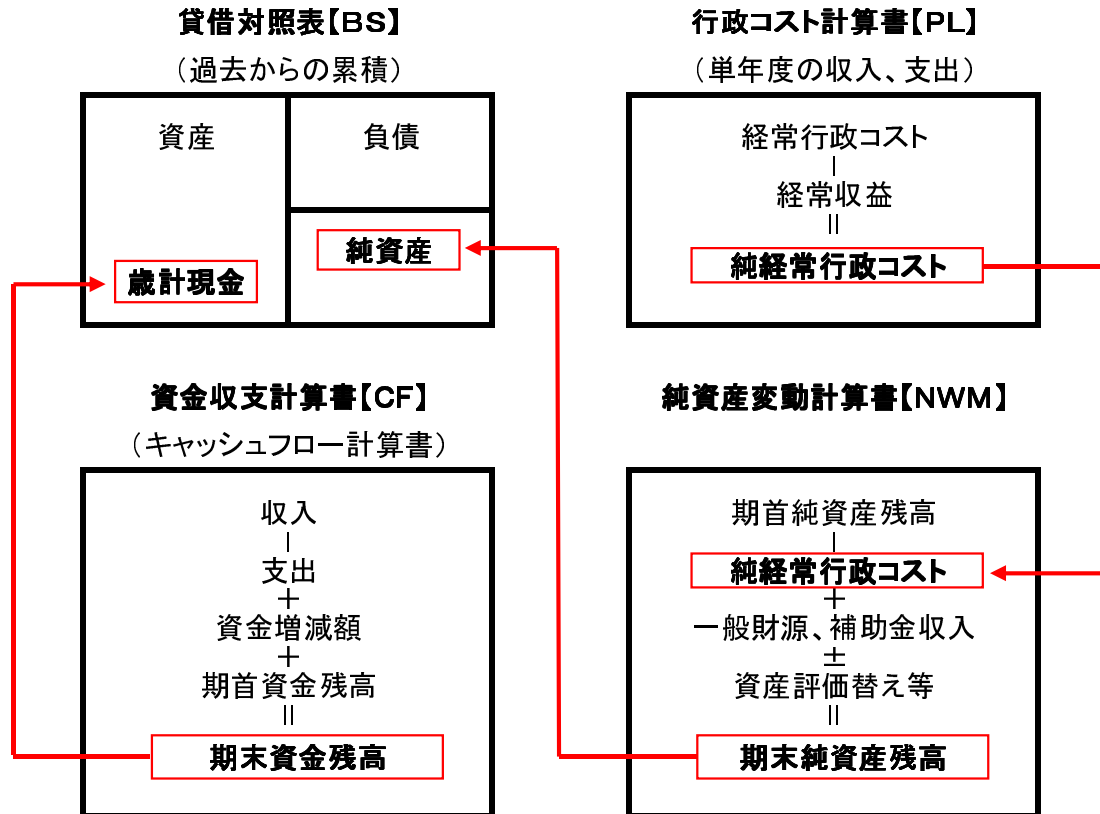 貸借対照表【BS】
（過去からの累積）
資産
負債
純資産
歳計現金
行政コスト計算書【PL】
（単年度の収入、支出）
経常行政コスト
－
経常収益
＝
純経常行政コスト
資金収支計算書【CF】
（キャッシュフロー計算書）
収入
－
支出
＋
資金増減額
＋
期首資金残高
＝
期末資金残高
純資産変動計算書【NWM】
期首純資産残高
－
純経常行政コスト
＋
一般財源、補助金収入
±
資産評価替え等
＝
期末純資産残高